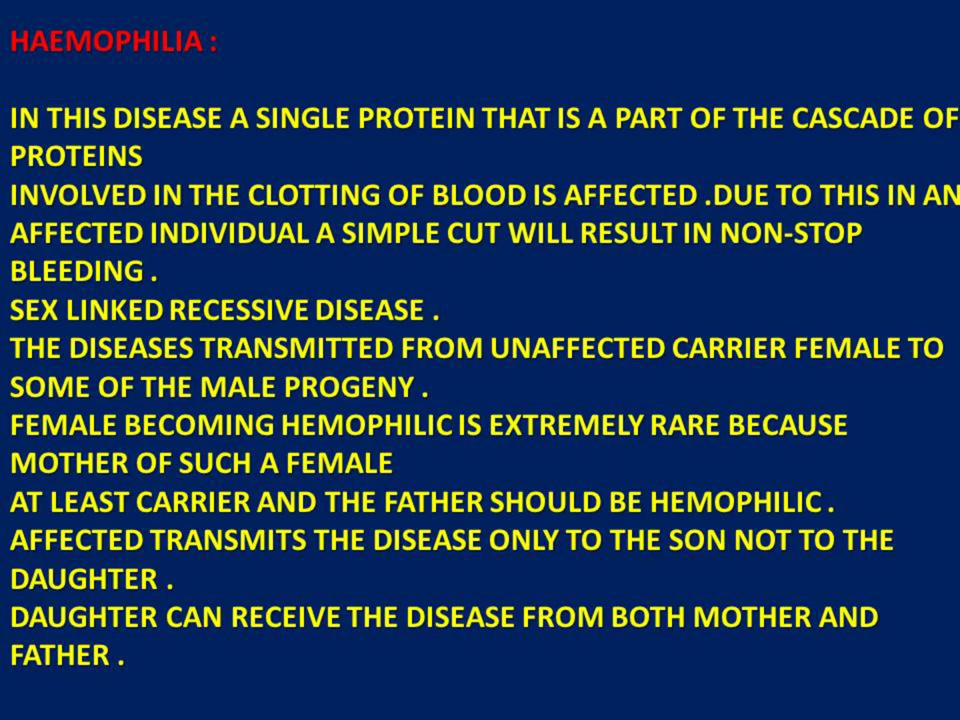 HAEMOPHILIA :
IN THIS DISEASE A SINGLE PROTEIN THAT IS A PART OF THE CASCADE OF
PROTEINS
INVOLVED IN THE CLOTTING OF BLOOD IS AFFECTED .DUE TO THIS IN AN
AFFECTED INDIVIDUAL A SIMPLE CUT WILL RESULT IN NON-STOP
BLEEDING .
SEX LINKED RECESSIVE DISEASE .
THE DISEASES TRANSMITTED FROM UNAFFECTED CARRIER FEMALE TO
SOME OF THE MALE PROGENY .
FEMALE BECOMING HEMOPHILIC IS EXTREMELY RARE BECAUSE
MOTHER OF SUCH A FEMALE
AT LEAST CARRIER AND THE FATHER SHOULD BE HEMOPHILIC .
AFFECTED TRANSMITS THE DISEASE ONLY TO THE SON NOT TO THE
DAUGHTER .
DAUGHTER CAN RECEIVE THE DISEASE FROM BOTH MOTHER AND
FATHER .